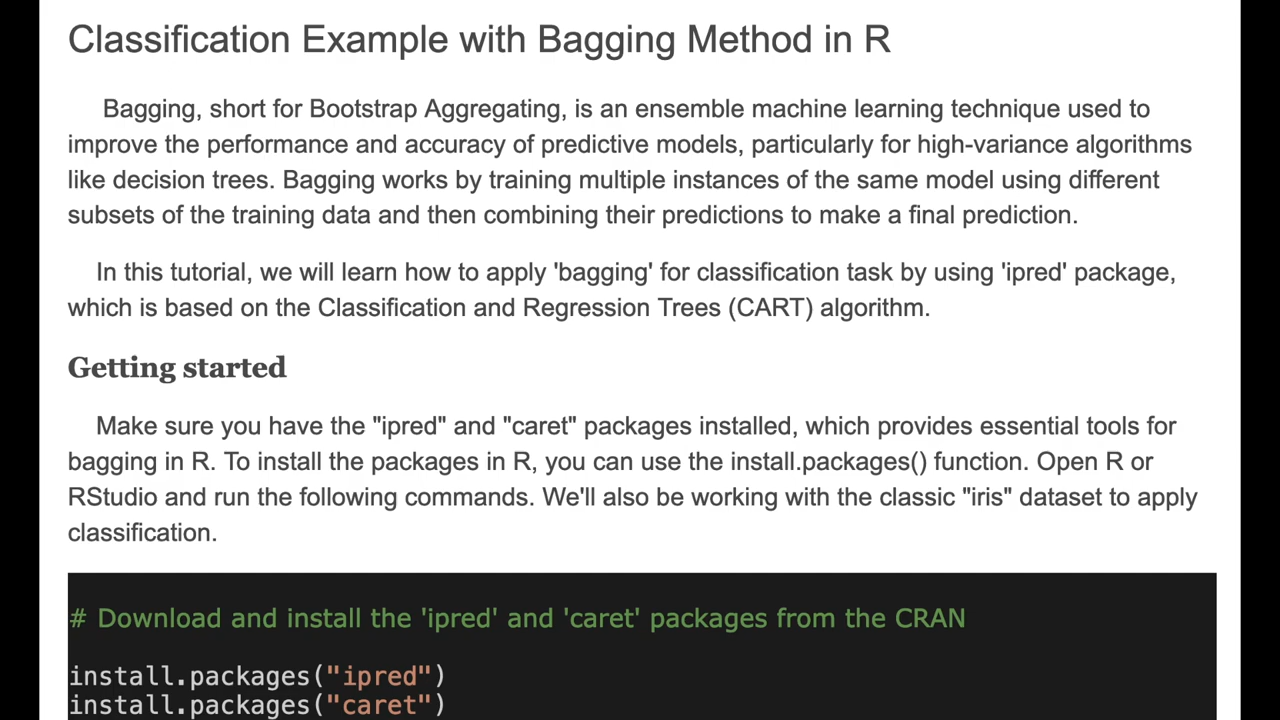 Classification Example with Bagging Method in R
Bagging, short for Bootstrap Aggregating, is an ensemble machine learning technique used to
improve the performance and accuracy of predictive models, particularly for high-variance algorithms
like decision trees. Bagging works by training multiple instances of the same model using different
subsets of the training data and then combining their predictions to make a final prediction.
In this tutorial, we will learn how to apply 'bagging' for classification task by using 'ipred' package,
which is based on the Classification and Regression Trees (CART) algorithm.
Getting started
Make sure you have the "ipred" and "caret" packages installed, which provides essential tools for
bagging in R. To install the packages in R, you can use the install.packages() function. Open R or
RStudio and run the following commands. We'll also be working with the classic "iris" dataset to apply
classification.
# Download and install the 'ipred' and 'caret' packages from the CRAN
install.packages("ipred")
install.packages("caret")